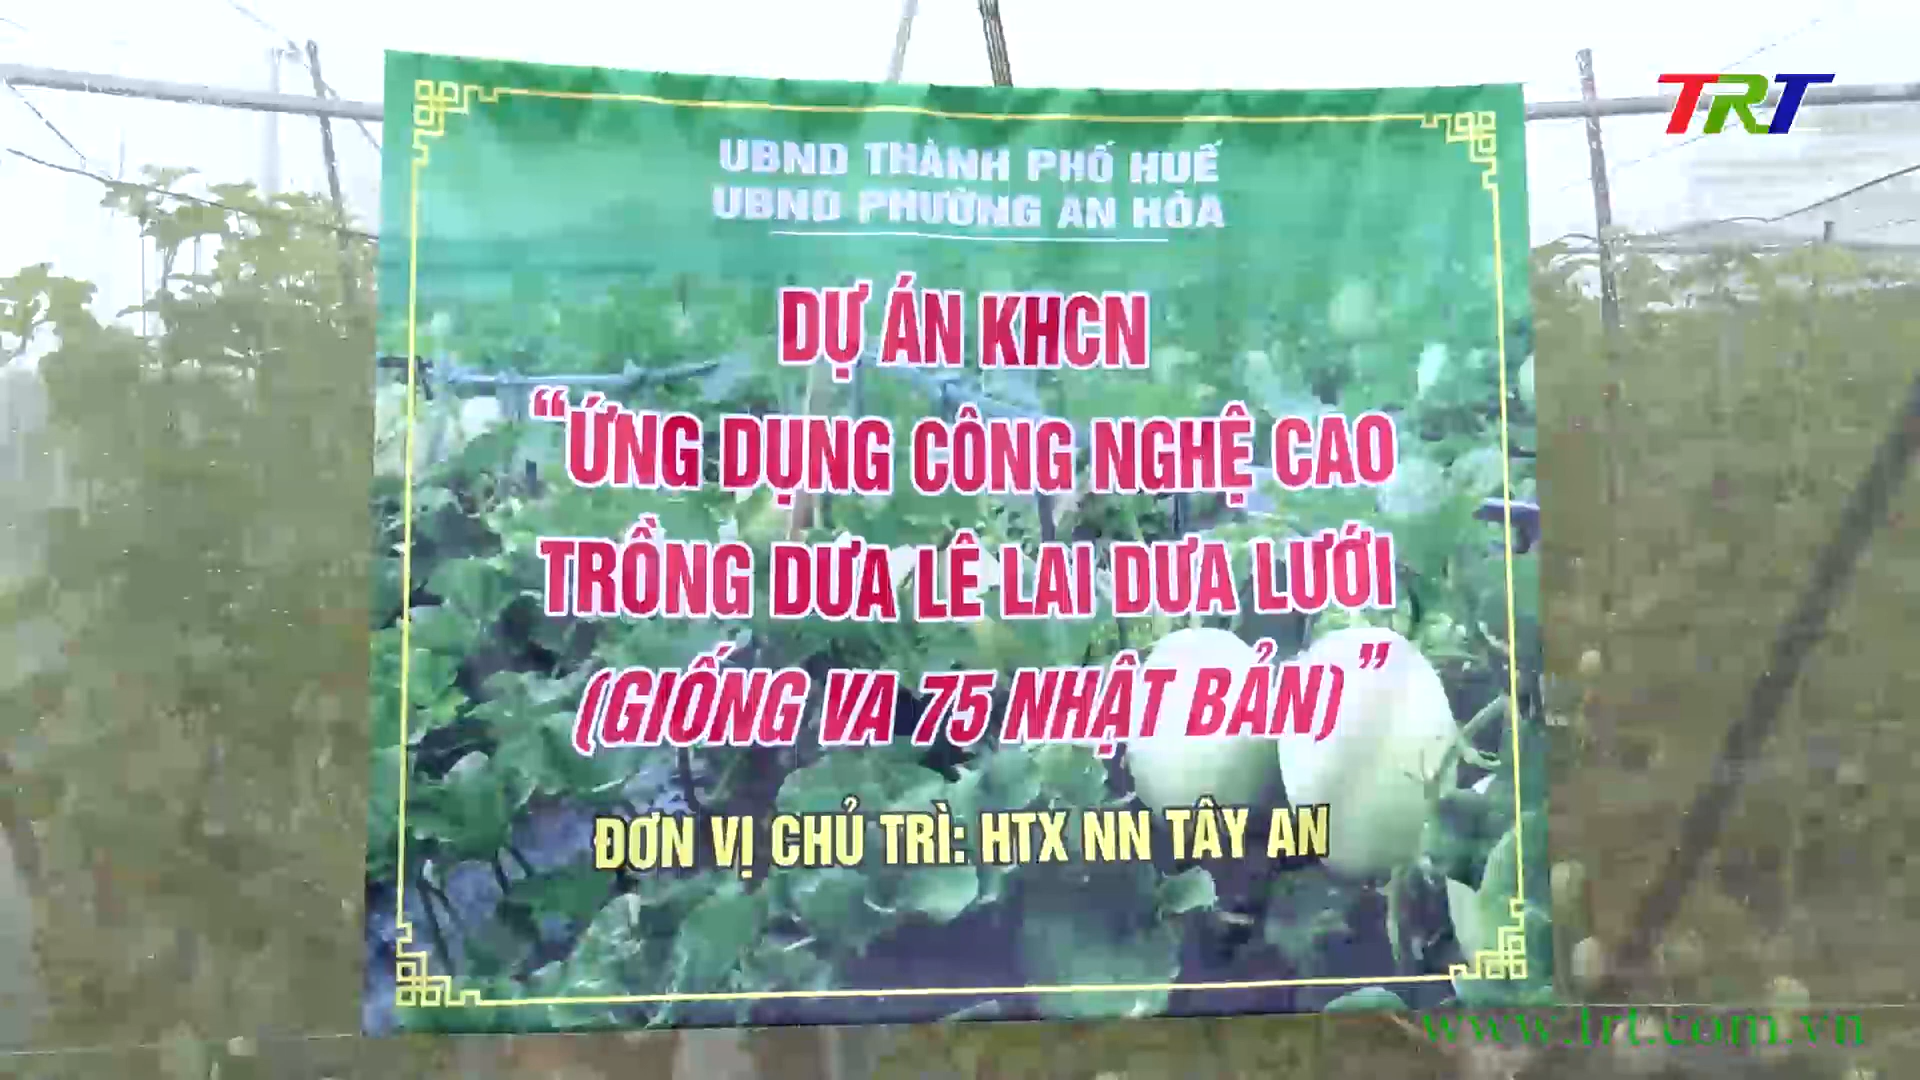 TRT
UBND THÀNH PHỐ HUẾ
UBND PHƯỜNG AN HÒA
DỰ ÁN KHCN
“ỨNG DỤNG CÔNG NGHỆ CAO
TRỒNG DƯA LÊ LAI DƯA LƯỚI
(GIỐNG VA 75 NHẬT BẢN)”
ĐƠN VỊ CHỦ TRÌ: HTX NN TÂY AN
www.trt.com.vn